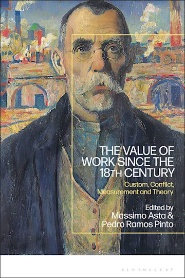 THE VALUE OF
WORK SINCE THE
18TH CENTURY
Custom, Conflict,
Measurement and Theory
Edited by
Massimo Asta
& Pedro Ramos Pinto
BLOOMSBURY